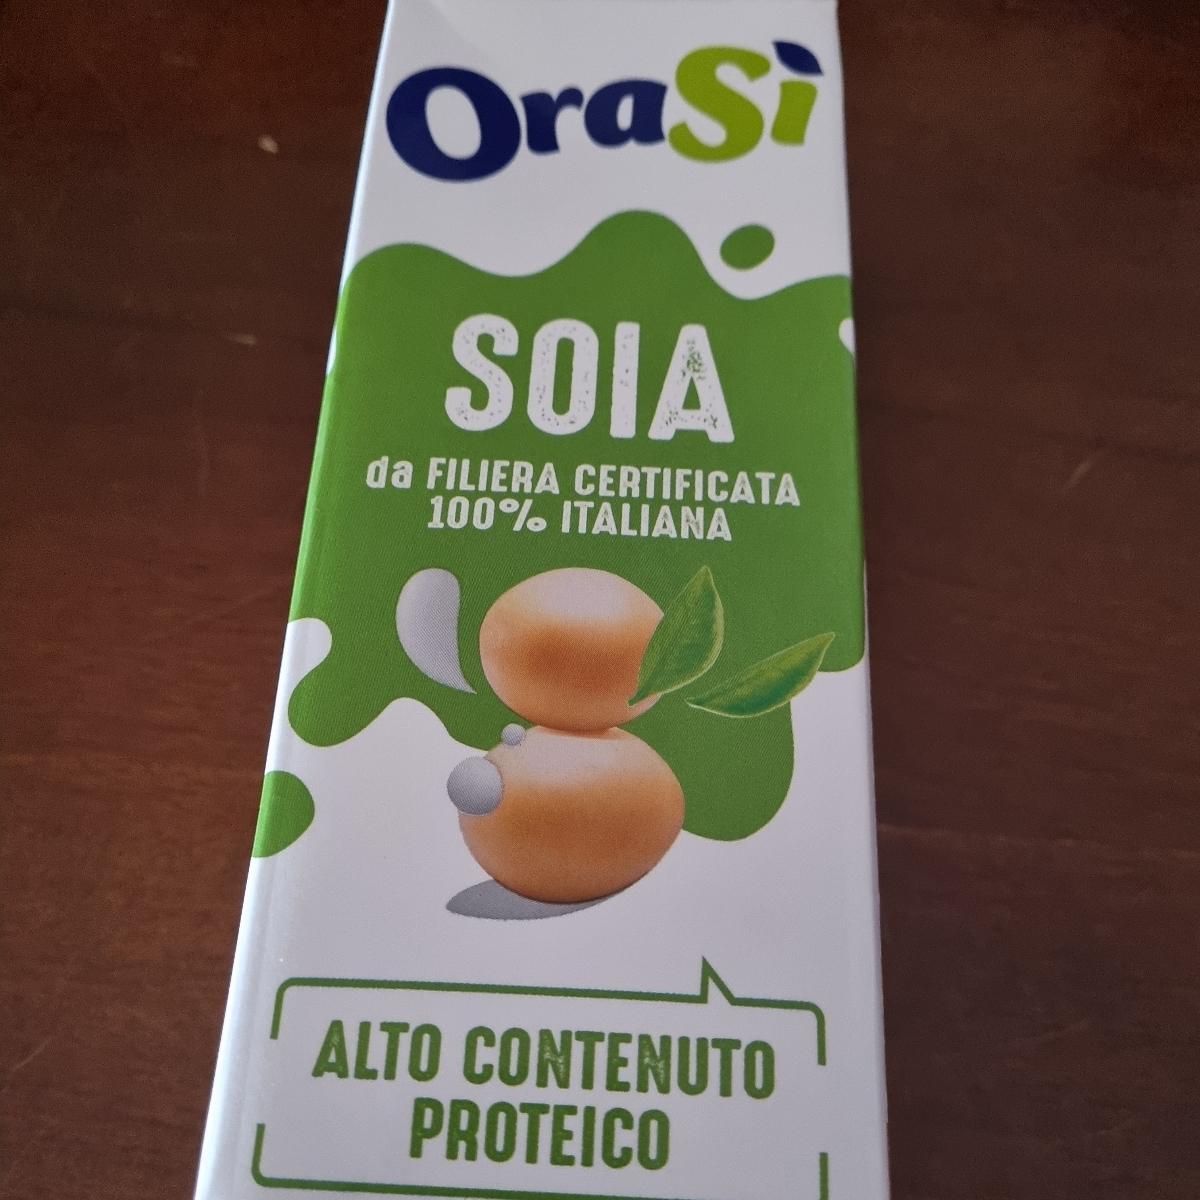 OraSì
SOIA
da FILIERA CERTIFICATA
100% ITALIANA
ALTO CONTENUTO
PROTEICO